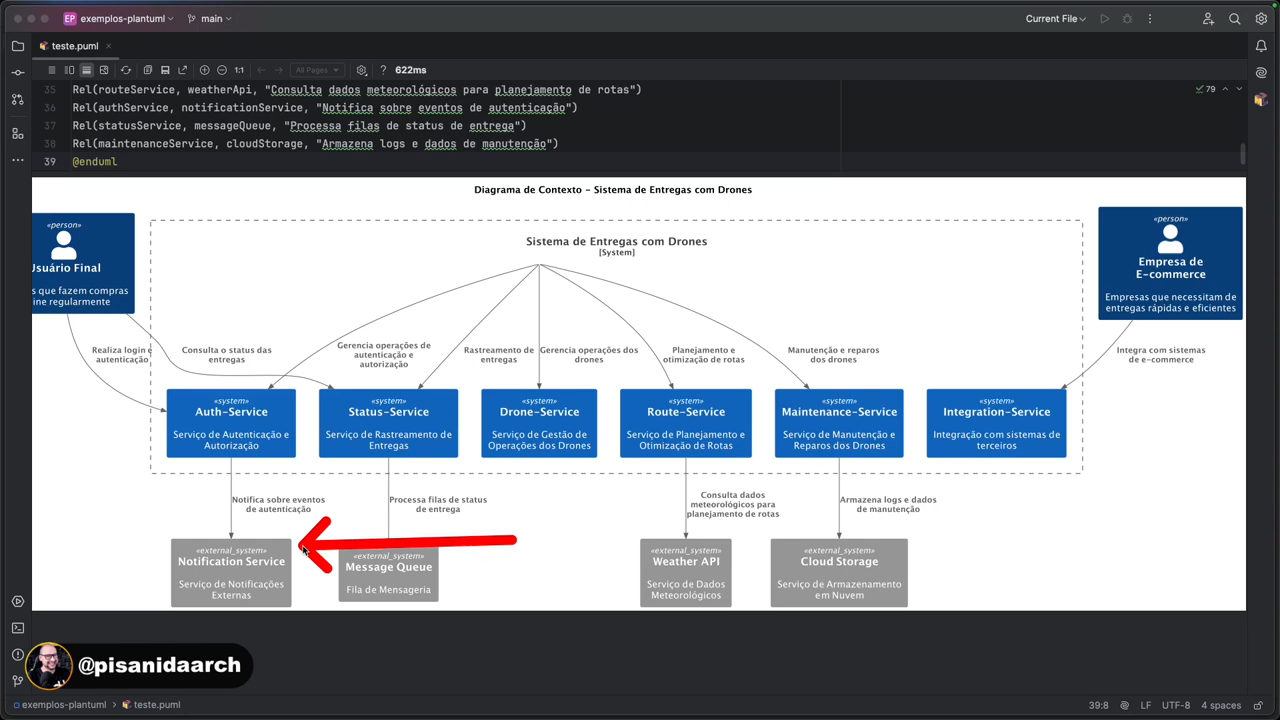 EP exemplos-plantuml
main
Current File
teste.puml
1:1
All Pages
?
622ms
35 Rel(routeService, weatherApi, "Consulta dados meteorológicos para planejamento de rotas")
79
36 Rel(authService, notificationService, "Notifica sobre eventos de autenticação")
37 Rel(statusService, messageQueue, "Processa filas de status de entrega")
38 Rel(maintenanceService, cloudStorage, "Armazena logs e dados de manutenção")
39 @enduml
Diagrama de Contexto - Sistema de Entregas com Drones
«person»
Usuário Final
s que fazem compras
ine regularmente
Sistema de Entregas com Drones
[System]
«person»
Empresa de
E-commerce
Empresas que necessitam de
entregas rápidas e eficientes
Realiza login e
autenticação
Consulta o status das
entregas
Gerencia operações de
autenticação e
autorização
Rastreamento de
entregas
Gerencia operações dos
drones
Planejamento e
otimização de rotas
Manutenção e reparos
dos drones
Integra com sistemas
de e-commerce
«system»
Auth-Service
Serviço de Autenticação e
Autorização
«system»
Status-Service
Serviço de Rastreamento de
Entregas
«system»
Drone-Service
Serviço de Gestão de
Operações dos Drones
«system»
Route-Service
Serviço de Planejamento e
Otimização de Rotas
«system»
Maintenance-Service
Serviço de Manutenção e
Reparos dos Drones
«system»
Integration-Service
Integração com sistemas de
terceiros
Notifica sobre eventos
de autenticação
Processa filas de status
de entrega
Consulta dados
meteorológicos para
planejamento de rotas
Armazena logs e dados
de manutenção
«external_system»
Notification Service
Serviço de Notificações
Externas
«external_system»
Message Queue
Fila de Mensageria
«external_system»
Weather API
Serviço de Dados
Meteorológicos
«external_system»
Cloud Storage
Serviço de Armazenamento
em Nuvem
@pisanidaarch
exemplos-plantuml > teste.puml
39:8
LF
UTF-8
4 spaces